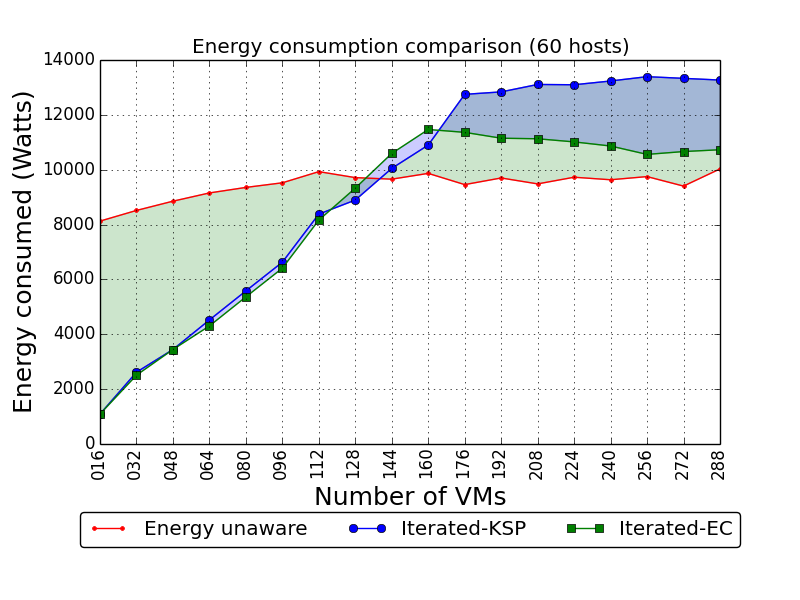 Energy consumption comparison (60 hosts)
Energy consumed (Watts)
14000
12000
10000
8000
6000
4000
2000
0
016 032 048 064 080 096 112 128 144 160 176 192 208 224 240 256 272 288
Number of VMs
Energy unaware Iterated-KSP Iterated-EC